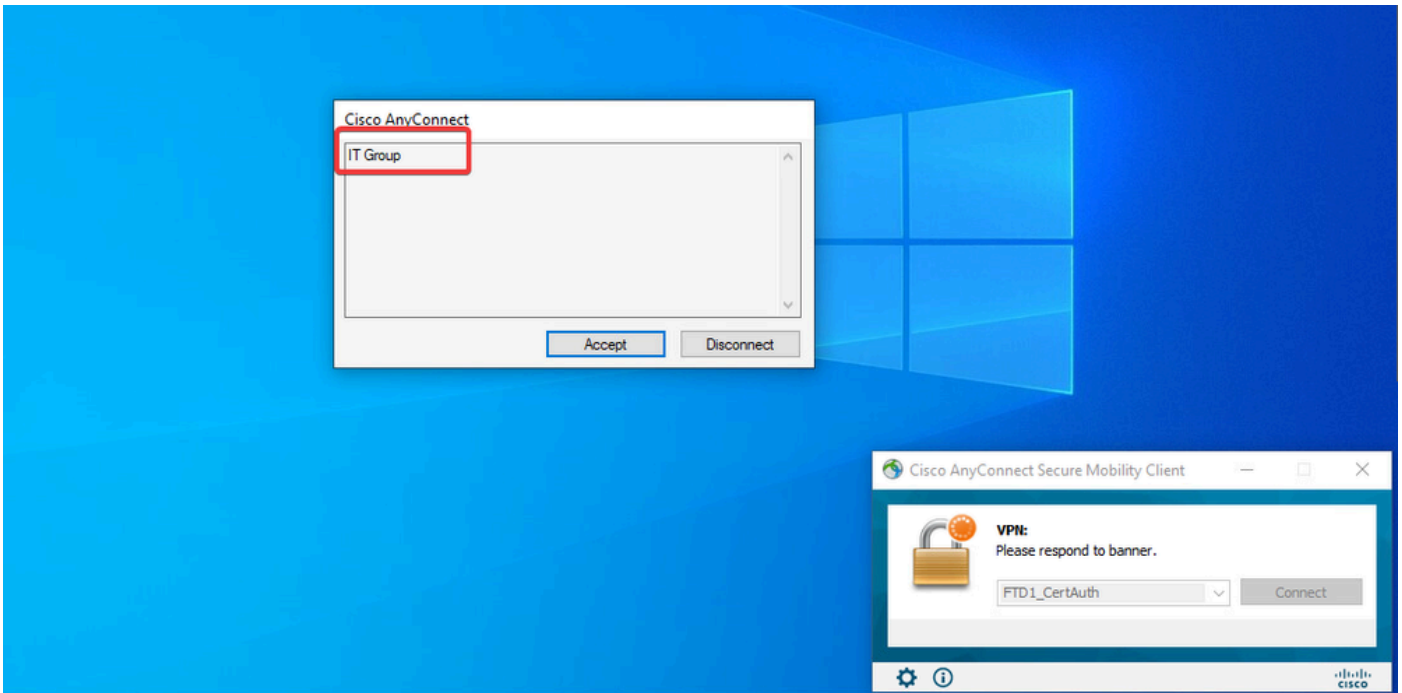 Cisco AnyConnect
IT Group
Accept
Disconnect
Cisco AnyConnect Secure Mobility Client
VPN:
Please respond to banner.
FTD1_CertAuth
Connect
cisco